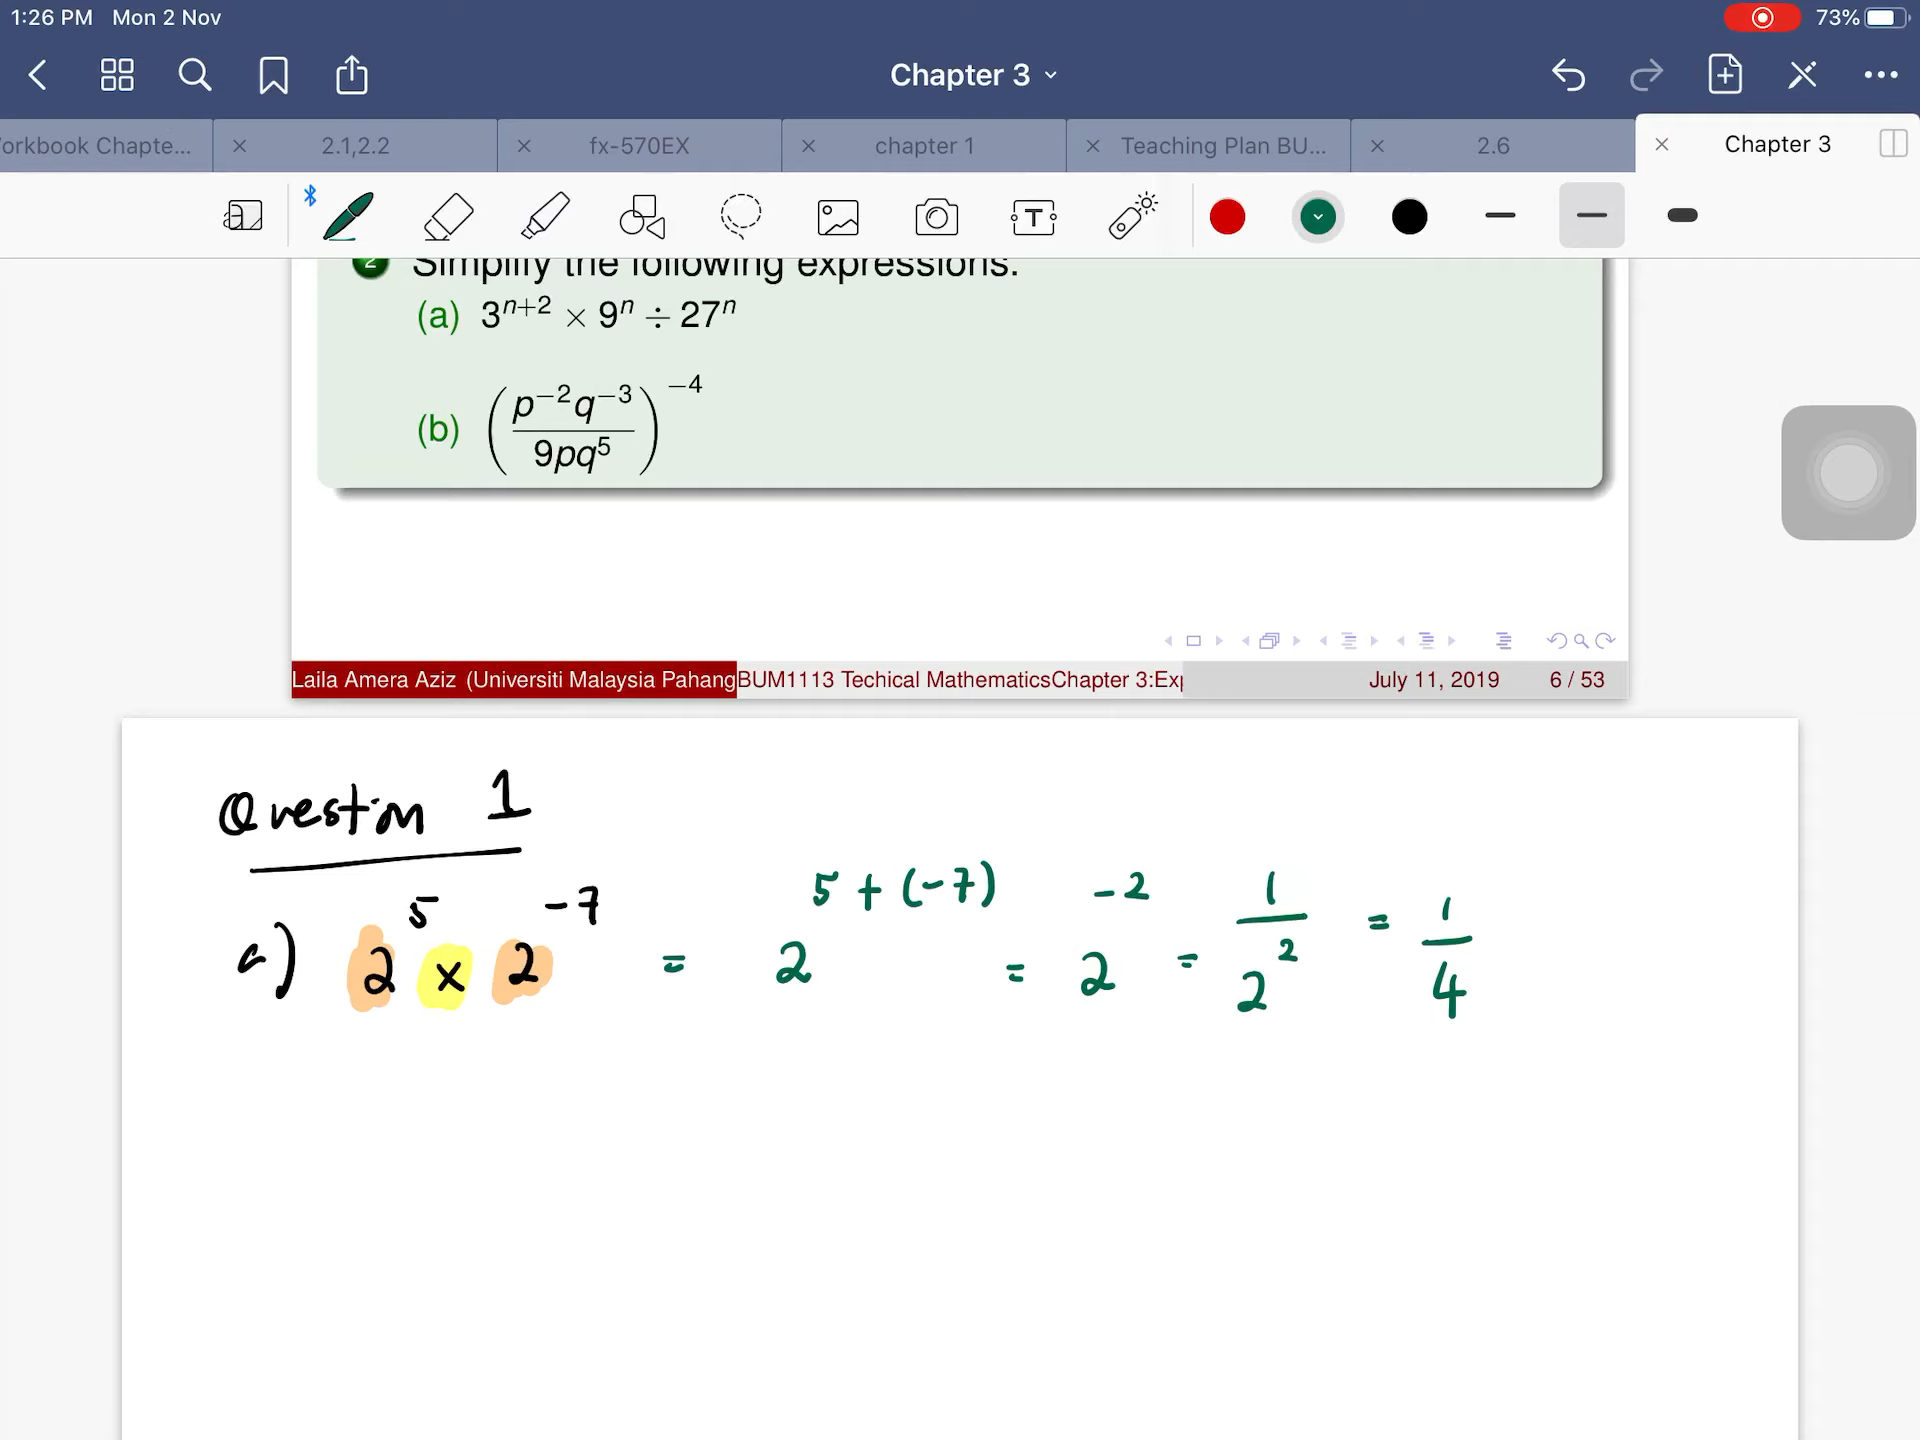 1:26 PM Mon 2 Nov 73%
Chapter 3
orkbook Chapte... × 2.1,2.2 × fx-570EX × chapter 1 × Teaching Plan BU... × 2.6 × Chapter 3
T
2 Simplify the following expressions.
(a) 3^{n+2} × 9^n ÷ 27^n
(b) (p^{-2}q^{-3} / 9pq^5)^{-4}
Laila Amera Aziz (Universiti Malaysia Pahang BUM1113 Techical MathematicsChapter 3:Exp July 11, 2019 6 / 53
Question 1
a) 2^5 × 2^{-7} = 2^{5 + (-7)} = 2^{-2} = 1/2^2 = 1/4